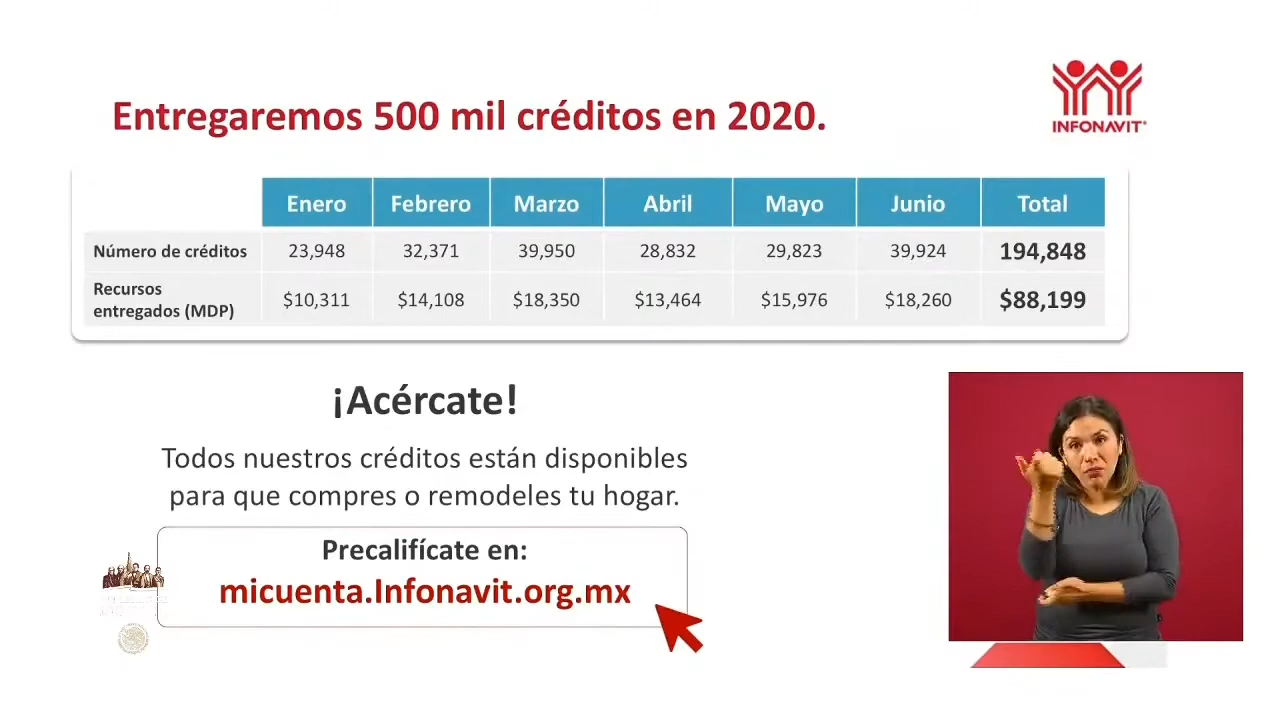 Entregaremos 500 mil créditos en 2020.
INFONAVIT
Enero Febrero Marzo Abril Mayo Junio Total
Número de créditos 23,948 32,371 39,950 28,832 29,823 39,924 194,848
Recursos
entregados (MDP) $10,311 $14,108 $18,350 $13,464 $15,976 $18,260 $88,199
¡Acércate!
Todos nuestros créditos están disponibles
para que compres o remodeles tu hogar.
Precalifícate en:
micuenta.Infonavit.org.mx